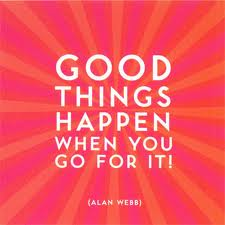 GOOD
THINGS
HAPPEN
WHEN YOU
GO FOR IT!
(ALAN WEBB)